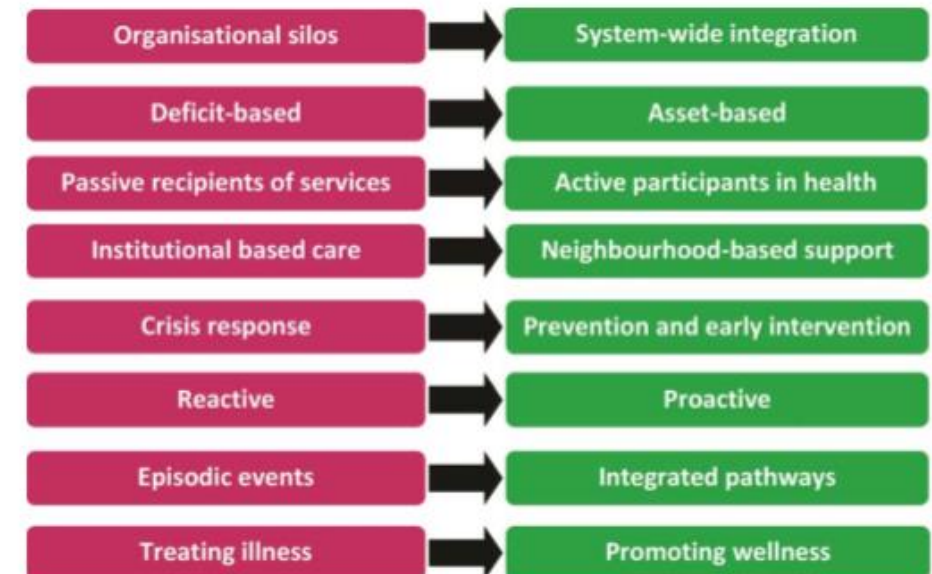 Organisational silos
System-wide integration
Deficit-based
Asset-based
Passive recipients of services
Active participants in health
Institutional based care
Neighbourhood-based support
Crisis response
Prevention and early intervention
Reactive
Proactive
Episodic events
Integrated pathways
Treating illness
Promoting wellness